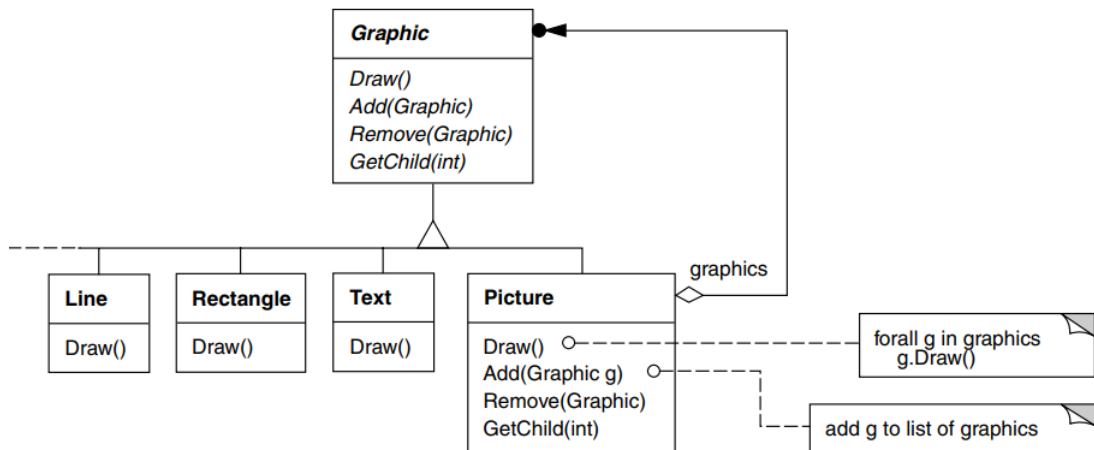 Graphic
Draw()
Add(Graphic)
Remove(Graphic)
GetChild(int)
graphics
Line
Draw()
Rectangle
Draw()
Text
Draw()
Picture
Draw()
Add(Graphic g)
Remove(Graphic)
GetChild(int)
forall g in graphics
g.Draw()
add g to list of graphics